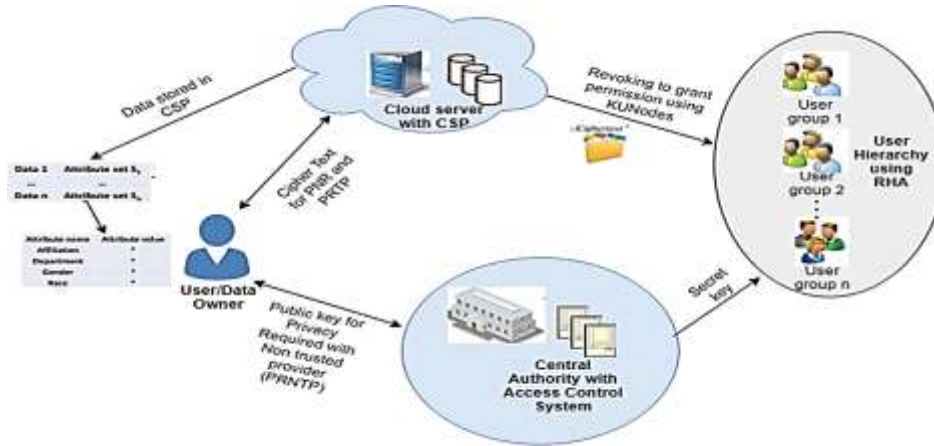 Cloud server
with CSP
Data stored in
CSP
Revoking to grant
permission using
KUNodes
Ciphertext
User
group 1
User
group 2
User
Hierarchy
using
RHA
User
group n
Data 1 Attribute set S₁
... ...
Data n Attribute set Sₙ
Attribute name Attribute value
Affiliation *
Department *
Gender *
Race *
Cipher Text
for PNR and
PRTP
User/Data
Owner
Public key for
Privacy
Required with
Non trusted
provider
(PRNTP)
Secret
key
Central
Authority with
Access Control
System